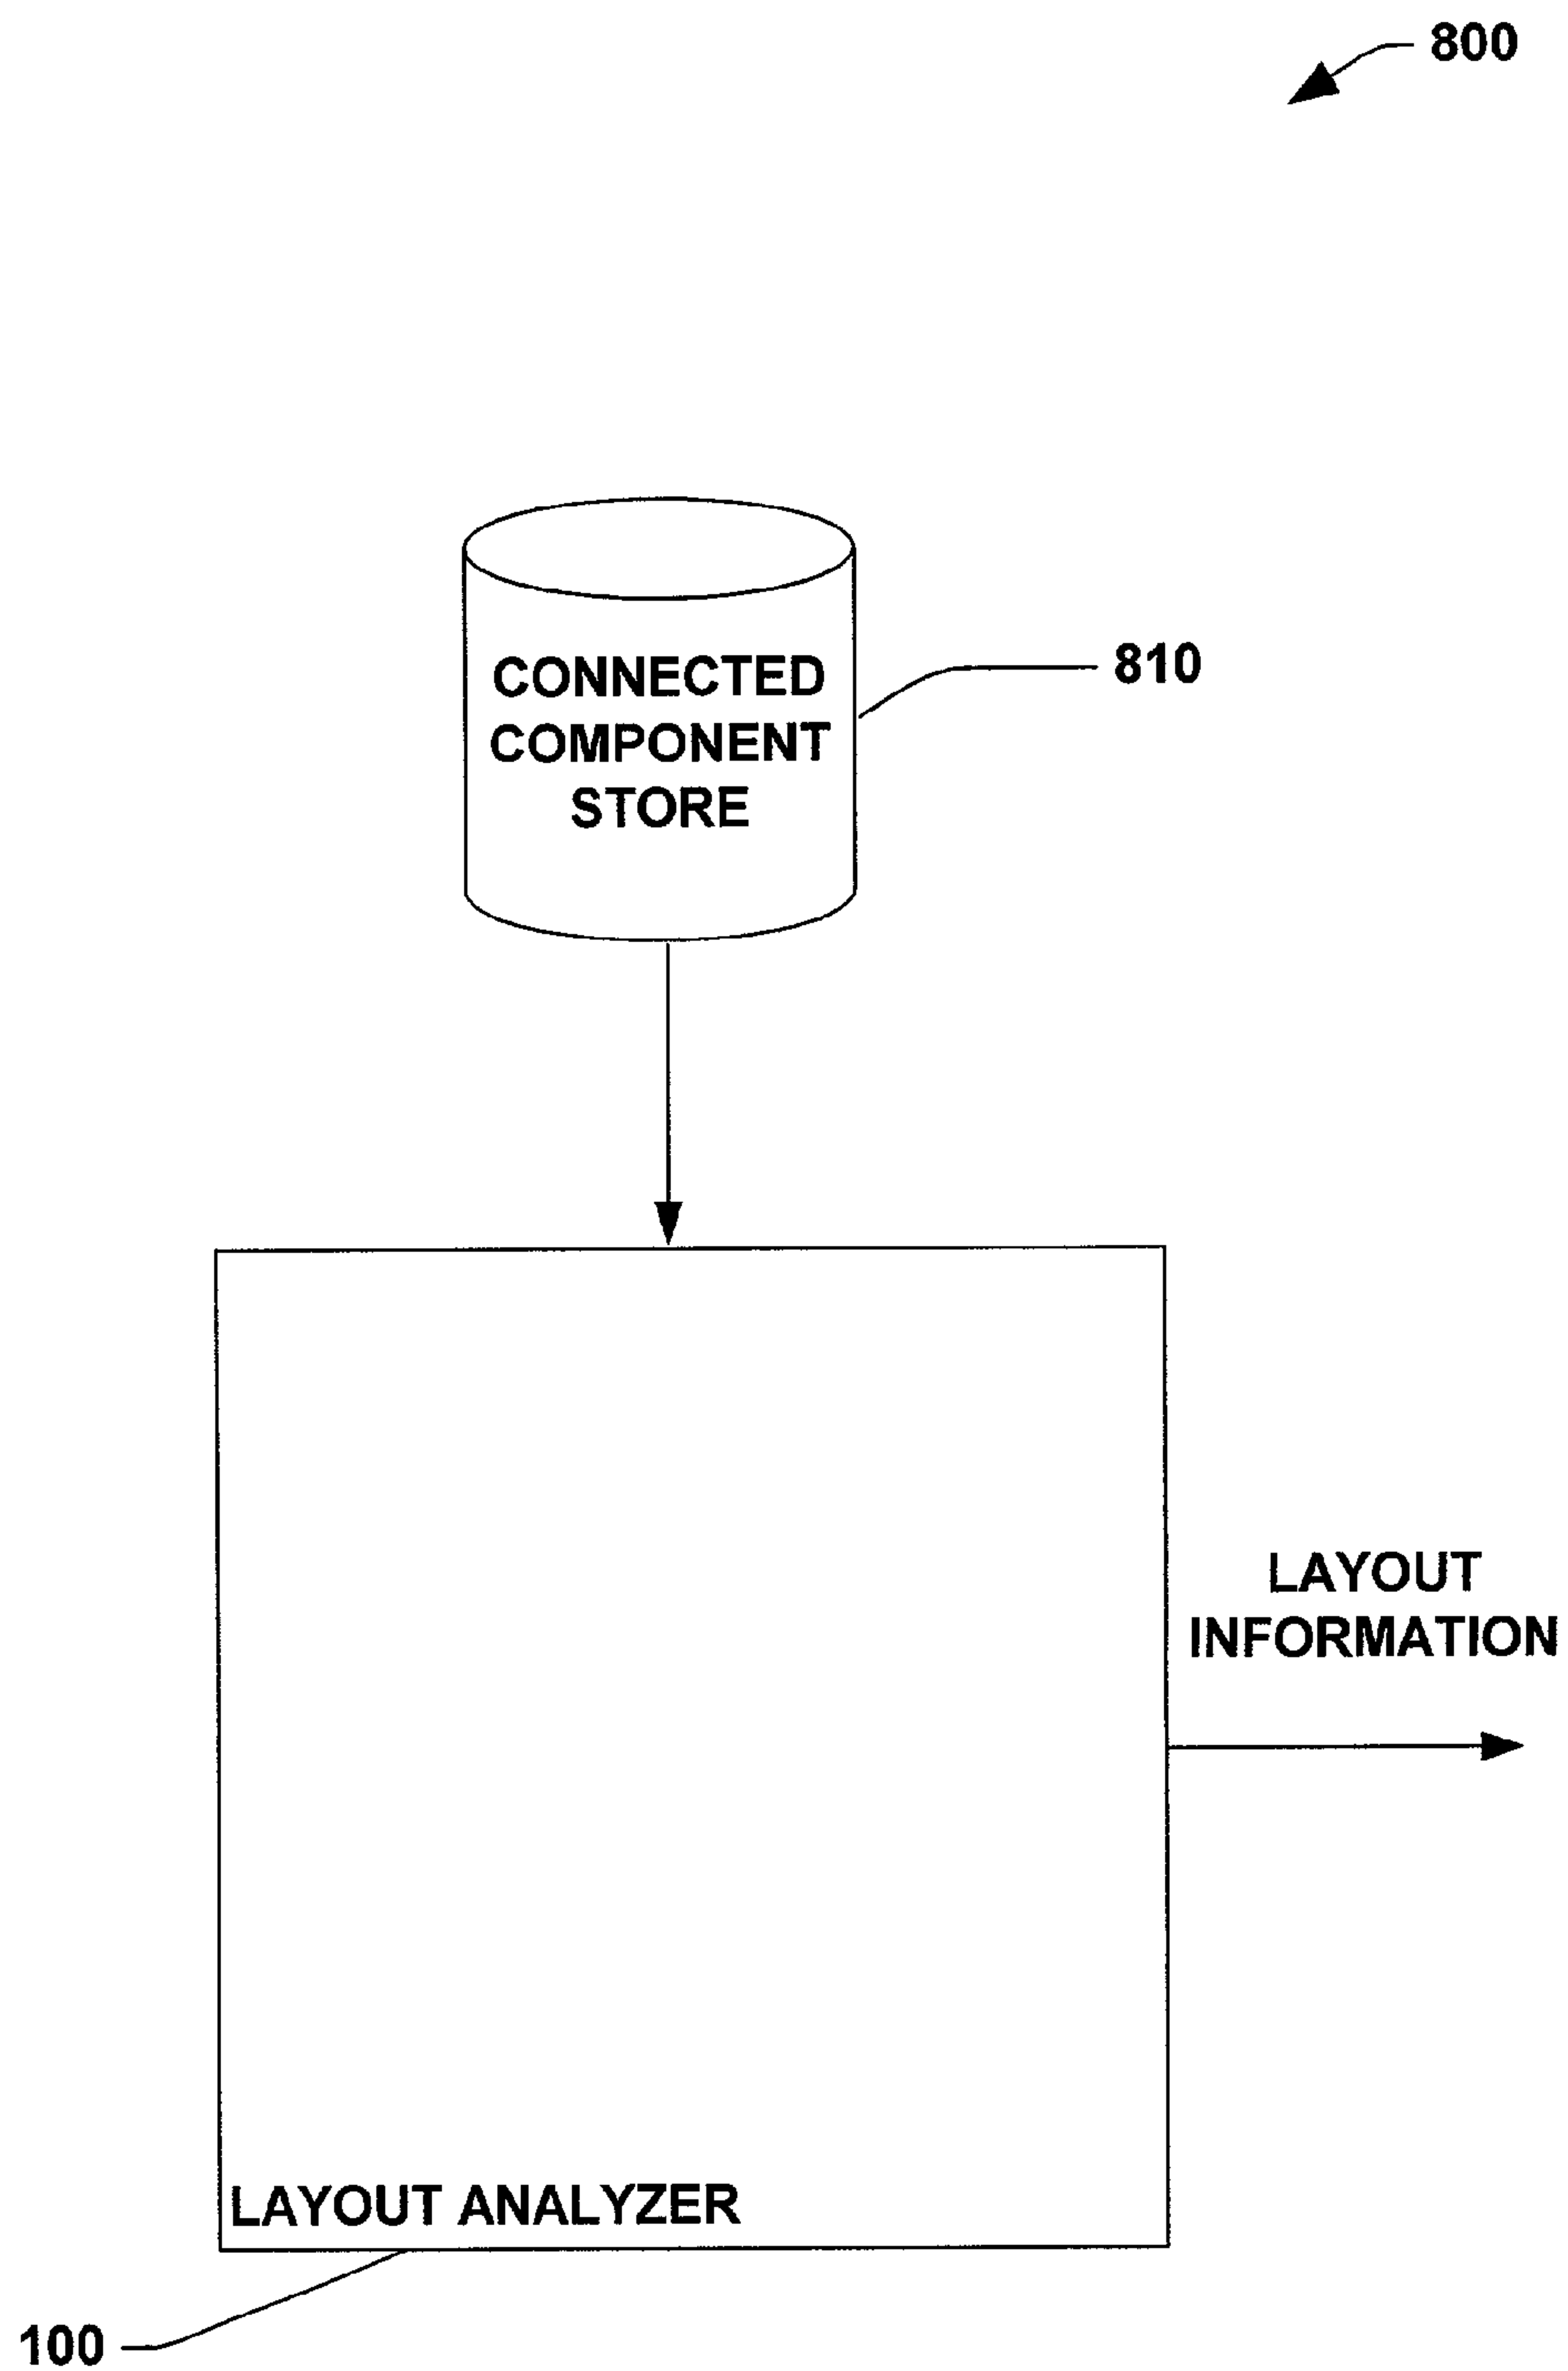 800
CONNECTED
COMPONENT
STORE
810
LAYOUT
INFORMATION
LAYOUT ANALYZER
100